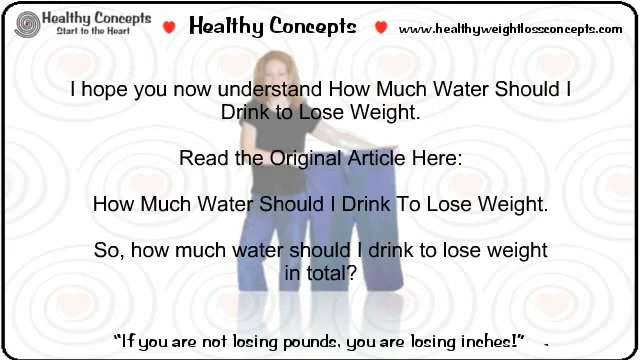 Healthy Concepts
Start to the Heart
Healthy Concepts
www.healthyweightlossconcepts.com
I hope you now understand How Much Water Should I
Drink to Lose Weight.
Read the Original Article Here:
How Much Water Should I Drink To Lose Weight.
So, how much water should I drink to lose weight
in total?
"If you are not losing pounds, you are losing inches!"